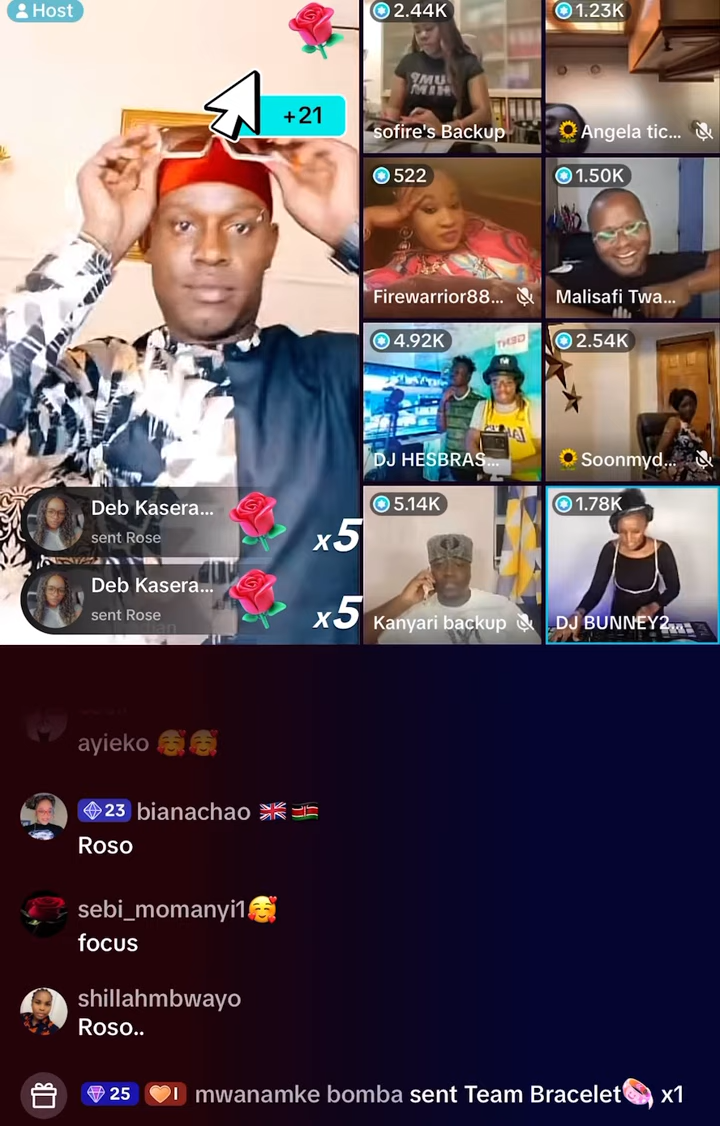 Host
+21
Deb Kasera...
sent Rose
x5
Deb Kasera...
sent Rose
x5
2.44K
sofire's Backup
1.23K
Angela tic...
522
Firewarrior88...
1.50K
Malisafi Twa...
4.92K
DJ HESBRAS...
2.54K
Soonmyd...
5.14K
Kanyari backup
1.78K
DJ BUNNEY2
ayieko 🥰🥰
23 bianachao 🇬🇧🇰🇪
Roso
sebi_momanyi1🥰
focus
shillahmbwayo
Roso..
25 I mwanamke bomba sent Team Bracelet x1